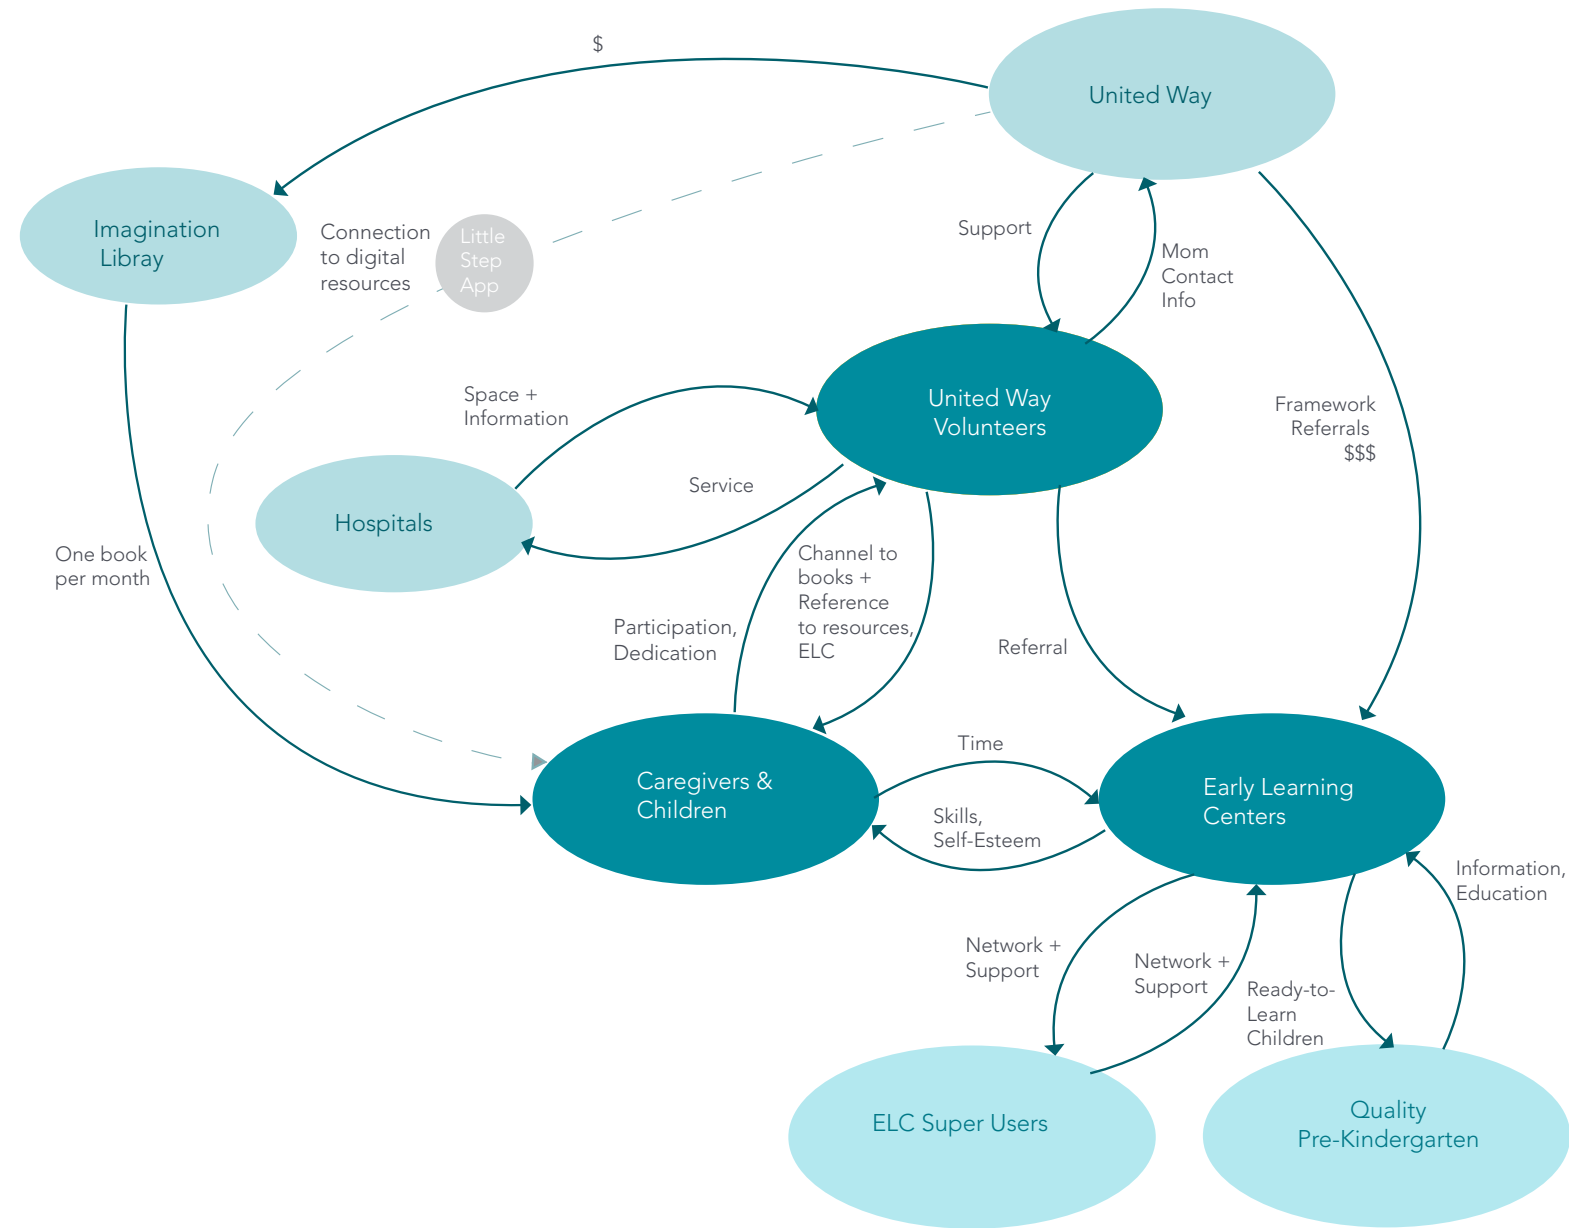 $
United Way
Imagination
Libray
Connection
to digital
resources
Little
Step
App
Support
Mom
Contact
Info
Space +
Information
United Way
Volunteers
Framework
Referrals
$$$
Hospitals
Service
One book
per month
Channel to
books +
Reference
to resources,
ELC
Participation,
Dedication
Referral
Time
Caregivers &
Children
Early Learning
Centers
Skills,
Self-Esteem
Information,
Education
Network +
Support
Network +
Support
Ready-to-
Learn
Children
ELC Super Users
Quality
Pre-Kindergarten